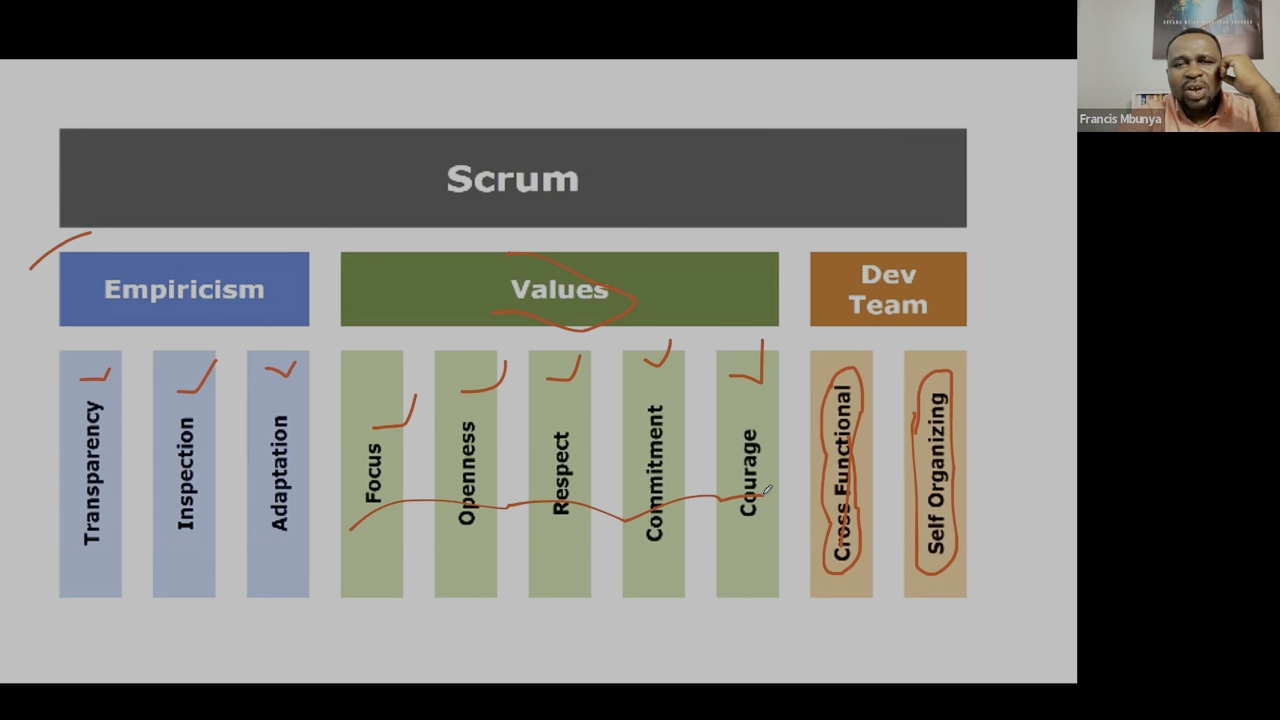 Scrum
Empiricism
Values
Dev
Team
Transparency
Inspection
Adaptation
Focus
Openness
Respect
Commitment
Courage
Cross Functional
Self Organizing
Francis Mbunya